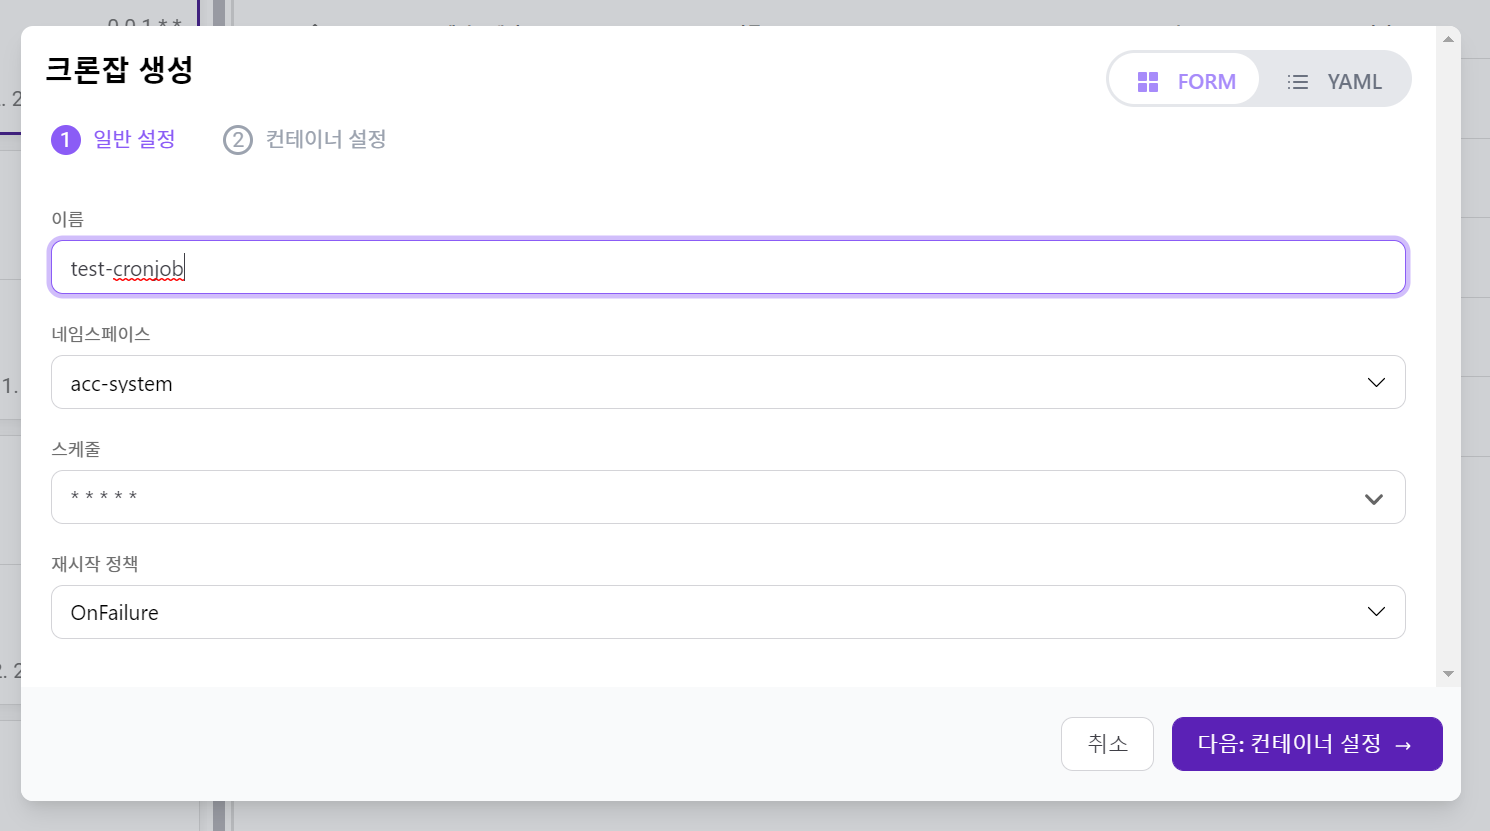 크론잡 생성
FORM
YAML
1 일반 설정
2 컨테이너 설정
이름
test-cronjob
네임스페이스
acc-system
스케줄
* * * * *
재시작 정책
OnFailure
취소
다음: 컨테이너 설정 →